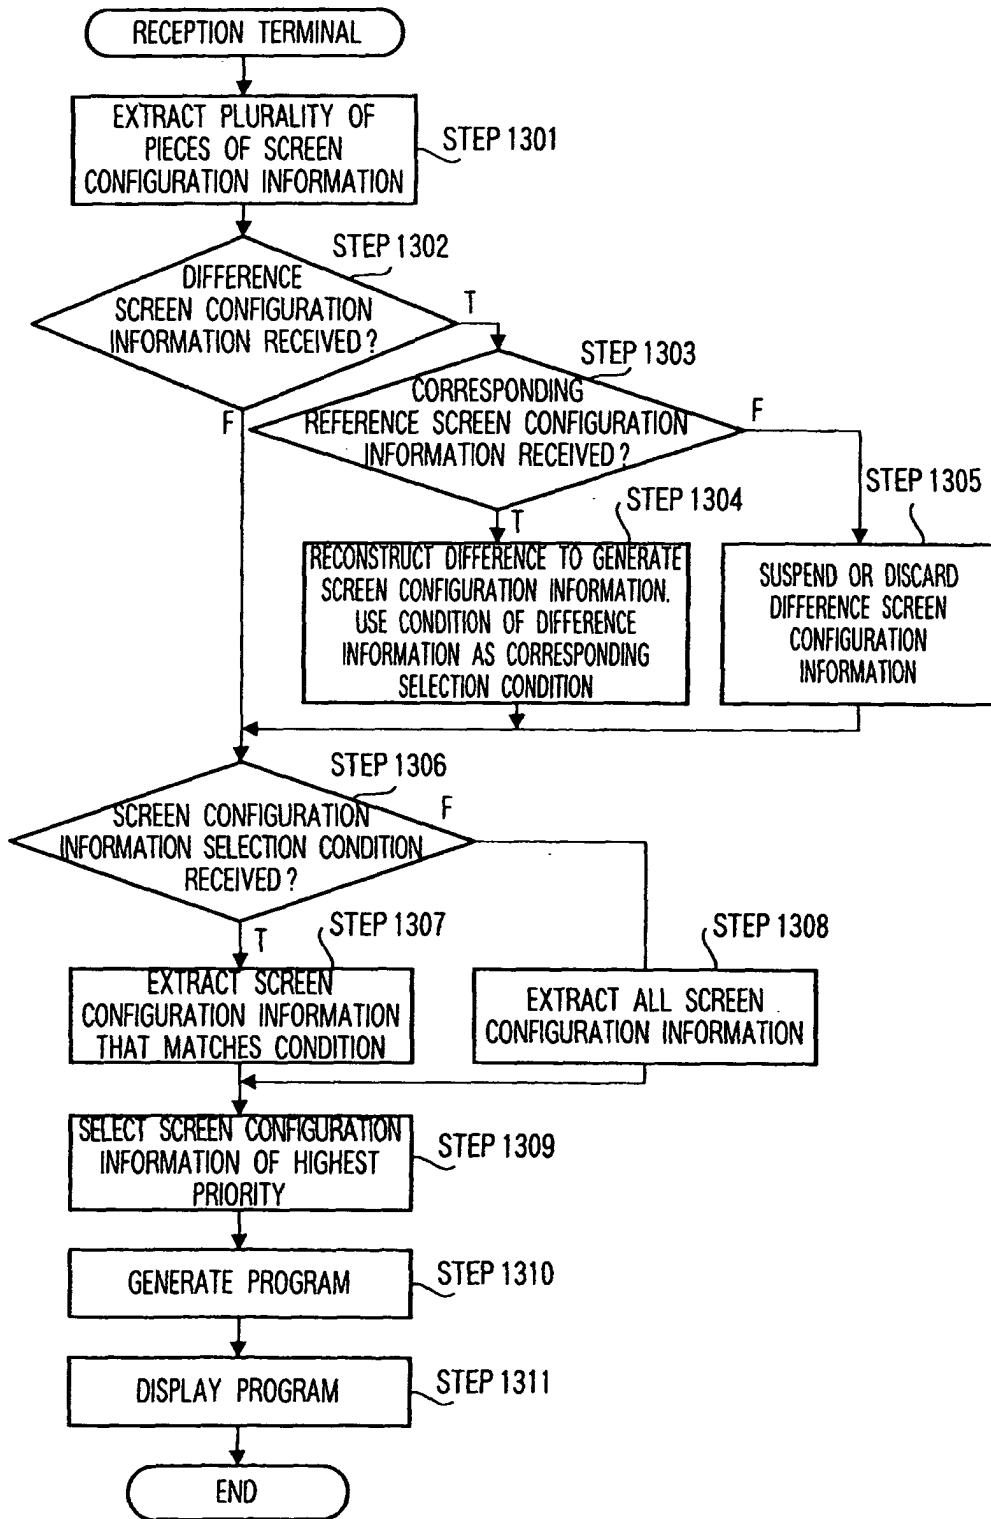 RECEPTION TERMINAL
EXTRACT PLURALITY OF
PIECES OF SCREEN
CONFIGURATION INFORMATION
STEP 1301
STEP 1302
DIFFERENCE
SCREEN CONFIGURATION
INFORMATION RECEIVED?
T
F
STEP 1303
CORRESPONDING
REFERENCE SCREEN CONFIGURATION
INFORMATION RECEIVED?
F
T
STEP 1304
RECONSTRUCT DIFFERENCE TO GENERATE
SCREEN CONFIGURATION INFORMATION.
USE CONDITION OF DIFFERENCE
INFORMATION AS CORRESPONDING
SELECTION CONDITION
STEP 1305
SUSPEND OR DISCARD
DIFFERENCE SCREEN
CONFIGURATION
INFORMATION
STEP 1306
SCREEN CONFIGURATION
INFORMATION SELECTION CONDITION
RECEIVED?
F
T
STEP 1307
EXTRACT SCREEN
CONFIGURATION INFORMATION
THAT MATCHES CONDITION
STEP 1308
EXTRACT ALL SCREEN
CONFIGURATION INFORMATION
SELECT SCREEN CONFIGURATION
INFORMATION OF HIGHEST
PRIORITY
STEP 1309
GENERATE PROGRAM
STEP 1310
DISPLAY PROGRAM
STEP 1311
END